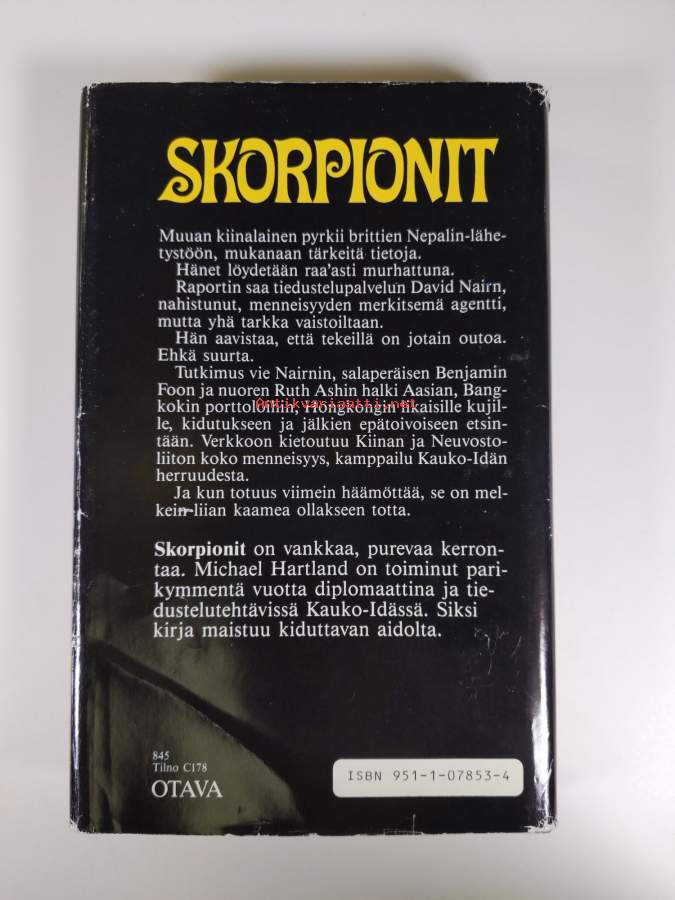 SKORPIONIT
Muuan kiinalainen pyrkii brittien Nepalin-lähe-
tystöön, mukanaan tärkeitä tietoja.
Hänet löydetään raa'asti murhattuna.
Raportin saa tiedustelupalvelun David Nairn,
nahistunut, menneisyyden merkitsemä agentti,
mutta yhä tarkka vaistoiltaan.
Hän aavistaa, että tekeillä on jotain outoa.
Ehkä suurta.
Tutkimus vie Nairnin, salaperäisen Benjamin
Foon ja nuoren Ruth Ashin halki Aasian, Bang-
kokin porttoloihin, Hongkongin likaisille kujil-
Antikvariaatti.net
le, kidutukseen ja jälkien epätoivoiseen etsin-
tään. Verkkoon kietoutuu Kiinan ja Neuvosto-
liiton koko menneisyys, kamppailu Kauko-Idän
herruudesta.
Ja kun totuus viimein häämöttää, se on mel-
kein liian kaamea ollakseen totta.
Skorpionit on vankkaa, purevaa kerron-
taa. Michael Hartland on toiminut pari-
kymmentä vuotta diplomaattina ja tie-
dustelutehtävissä Kauko-Idässä. Siksi
kirja maistuu kiduttavan aidolta.
845
Tilno C178
OTAVA
ISBN 951-1-07853-4